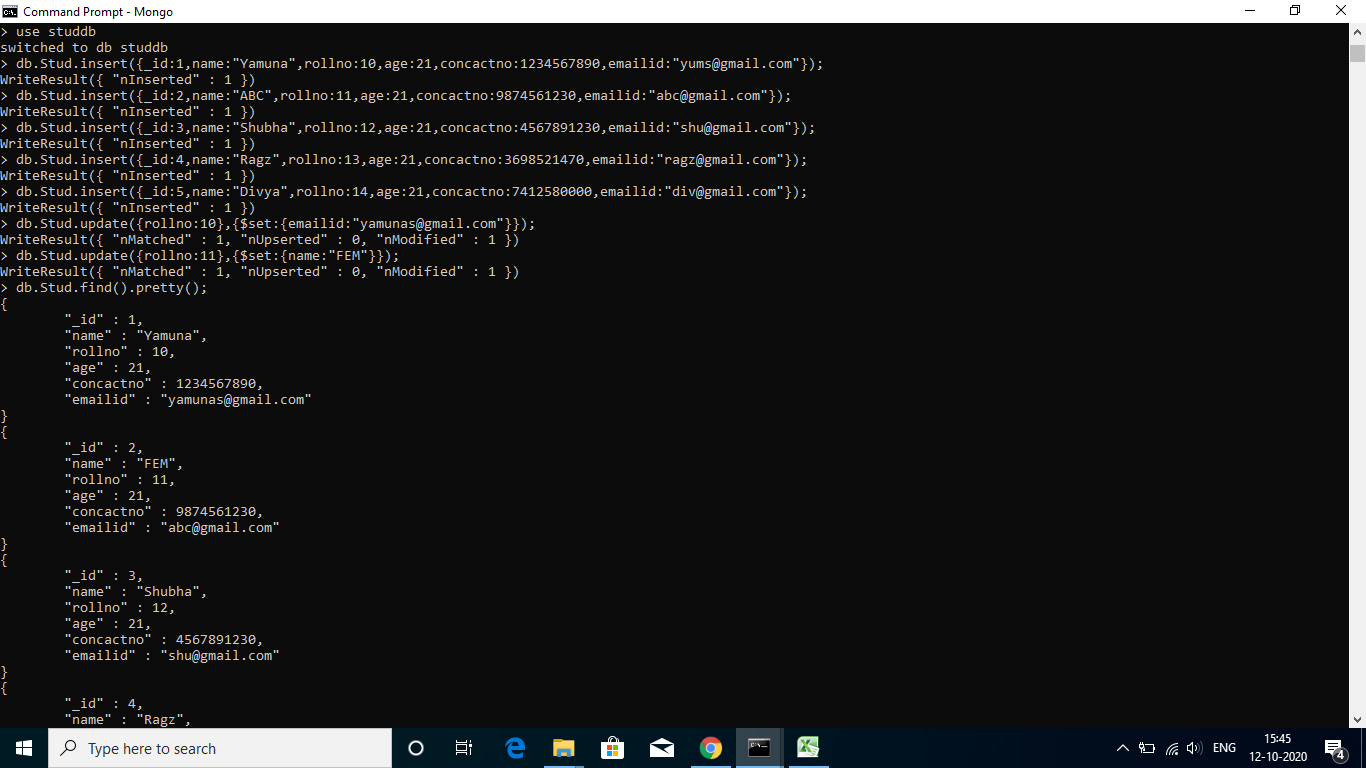 Command Prompt - Mongo
> use studdb
switched to db studdb
> db.Stud.insert({_id:1,name:"Yamuna",rollno:10,age:21,concactno:1234567890,emailid:"yums@gmail.com"});
WriteResult({ "nInserted" : 1 })
> db.Stud.insert({_id:2,name:"ABC",rollno:11,age:21,concactno:9874561230,emailid:"abc@gmail.com"});
WriteResult({ "nInserted" : 1 })
> db.Stud.insert({_id:3,name:"Shubha",rollno:12,age:21,concactno:4567891230,emailid:"shu@gmail.com"});
WriteResult({ "nInserted" : 1 })
> db.Stud.insert({_id:4,name:"Ragz",rollno:13,age:21,concactno:3698521470,emailid:"ragz@gmail.com"});
WriteResult({ "nInserted" : 1 })
> db.Stud.insert({_id:5,name:"Divya",rollno:14,age:21,concactno:7412580000,emailid:"div@gmail.com"});
WriteResult({ "nInserted" : 1 })
> db.Stud.update({rollno:10},{$set:{emailid:"yamunas@gmail.com"}});
WriteResult({ "nMatched" : 1, "nUpserted" : 0, "nModified" : 1 })
> db.Stud.update({rollno:11},{$set:{name:"FEM"}});
WriteResult({ "nMatched" : 1, "nUpserted" : 0, "nModified" : 1 })
> db.Stud.find().pretty();
{
"_id" : 1,
"name" : "Yamuna",
"rollno" : 10,
"age" : 21,
"concactno" : 1234567890,
"emailid" : "yamunas@gmail.com"
}
{
"_id" : 2,
"name" : "FEM",
"rollno" : 11,
"age" : 21,
"concactno" : 9874561230,
"emailid" : "abc@gmail.com"
}
{
"_id" : 3,
"name" : "Shubha",
"rollno" : 12,
"age" : 21,
"concactno" : 4567891230,
"emailid" : "shu@gmail.com"
}
{
"_id" : 4,
"name" : "Ragz",
Type here to search
ENG
15:45
12-10-2020
4